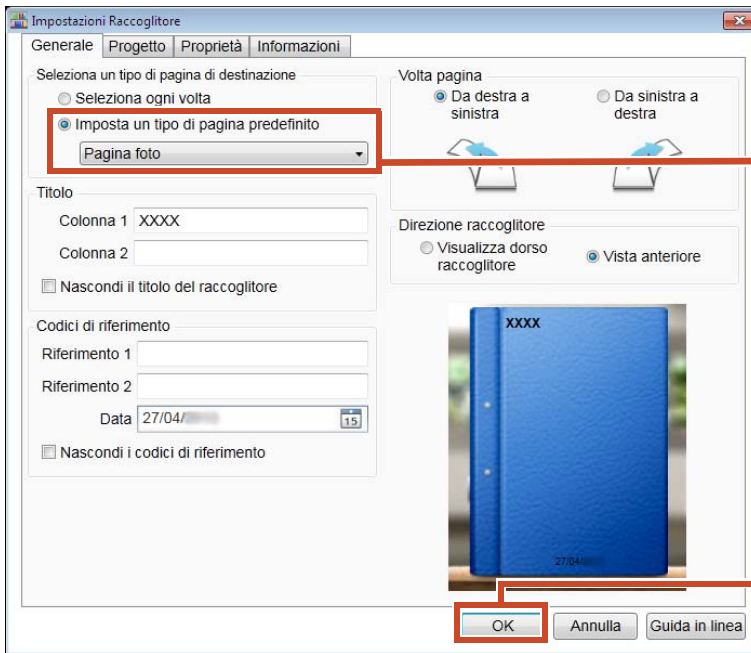 Impostazioni Raccoglitore
Generale Progetto Proprietà Informazioni
Seleziona un tipo di pagina di destinazione
Seleziona ogni volta
Imposta un tipo di pagina predefinito
Pagina foto
Titolo
Colonna 1 XXXX
Colonna 2
Nascondi il titolo del raccoglitore
Codici di riferimento
Riferimento 1
Riferimento 2
Data 27/04/
15
Nascondi i codici di riferimento
Volta pagina
Da destra a
sinistra
Da sinistra a
destra
Direzione raccoglitore
Visualizza dorso
raccoglitore
Vista anteriore
XXXX
27/04/
OK Annulla Guida in linea